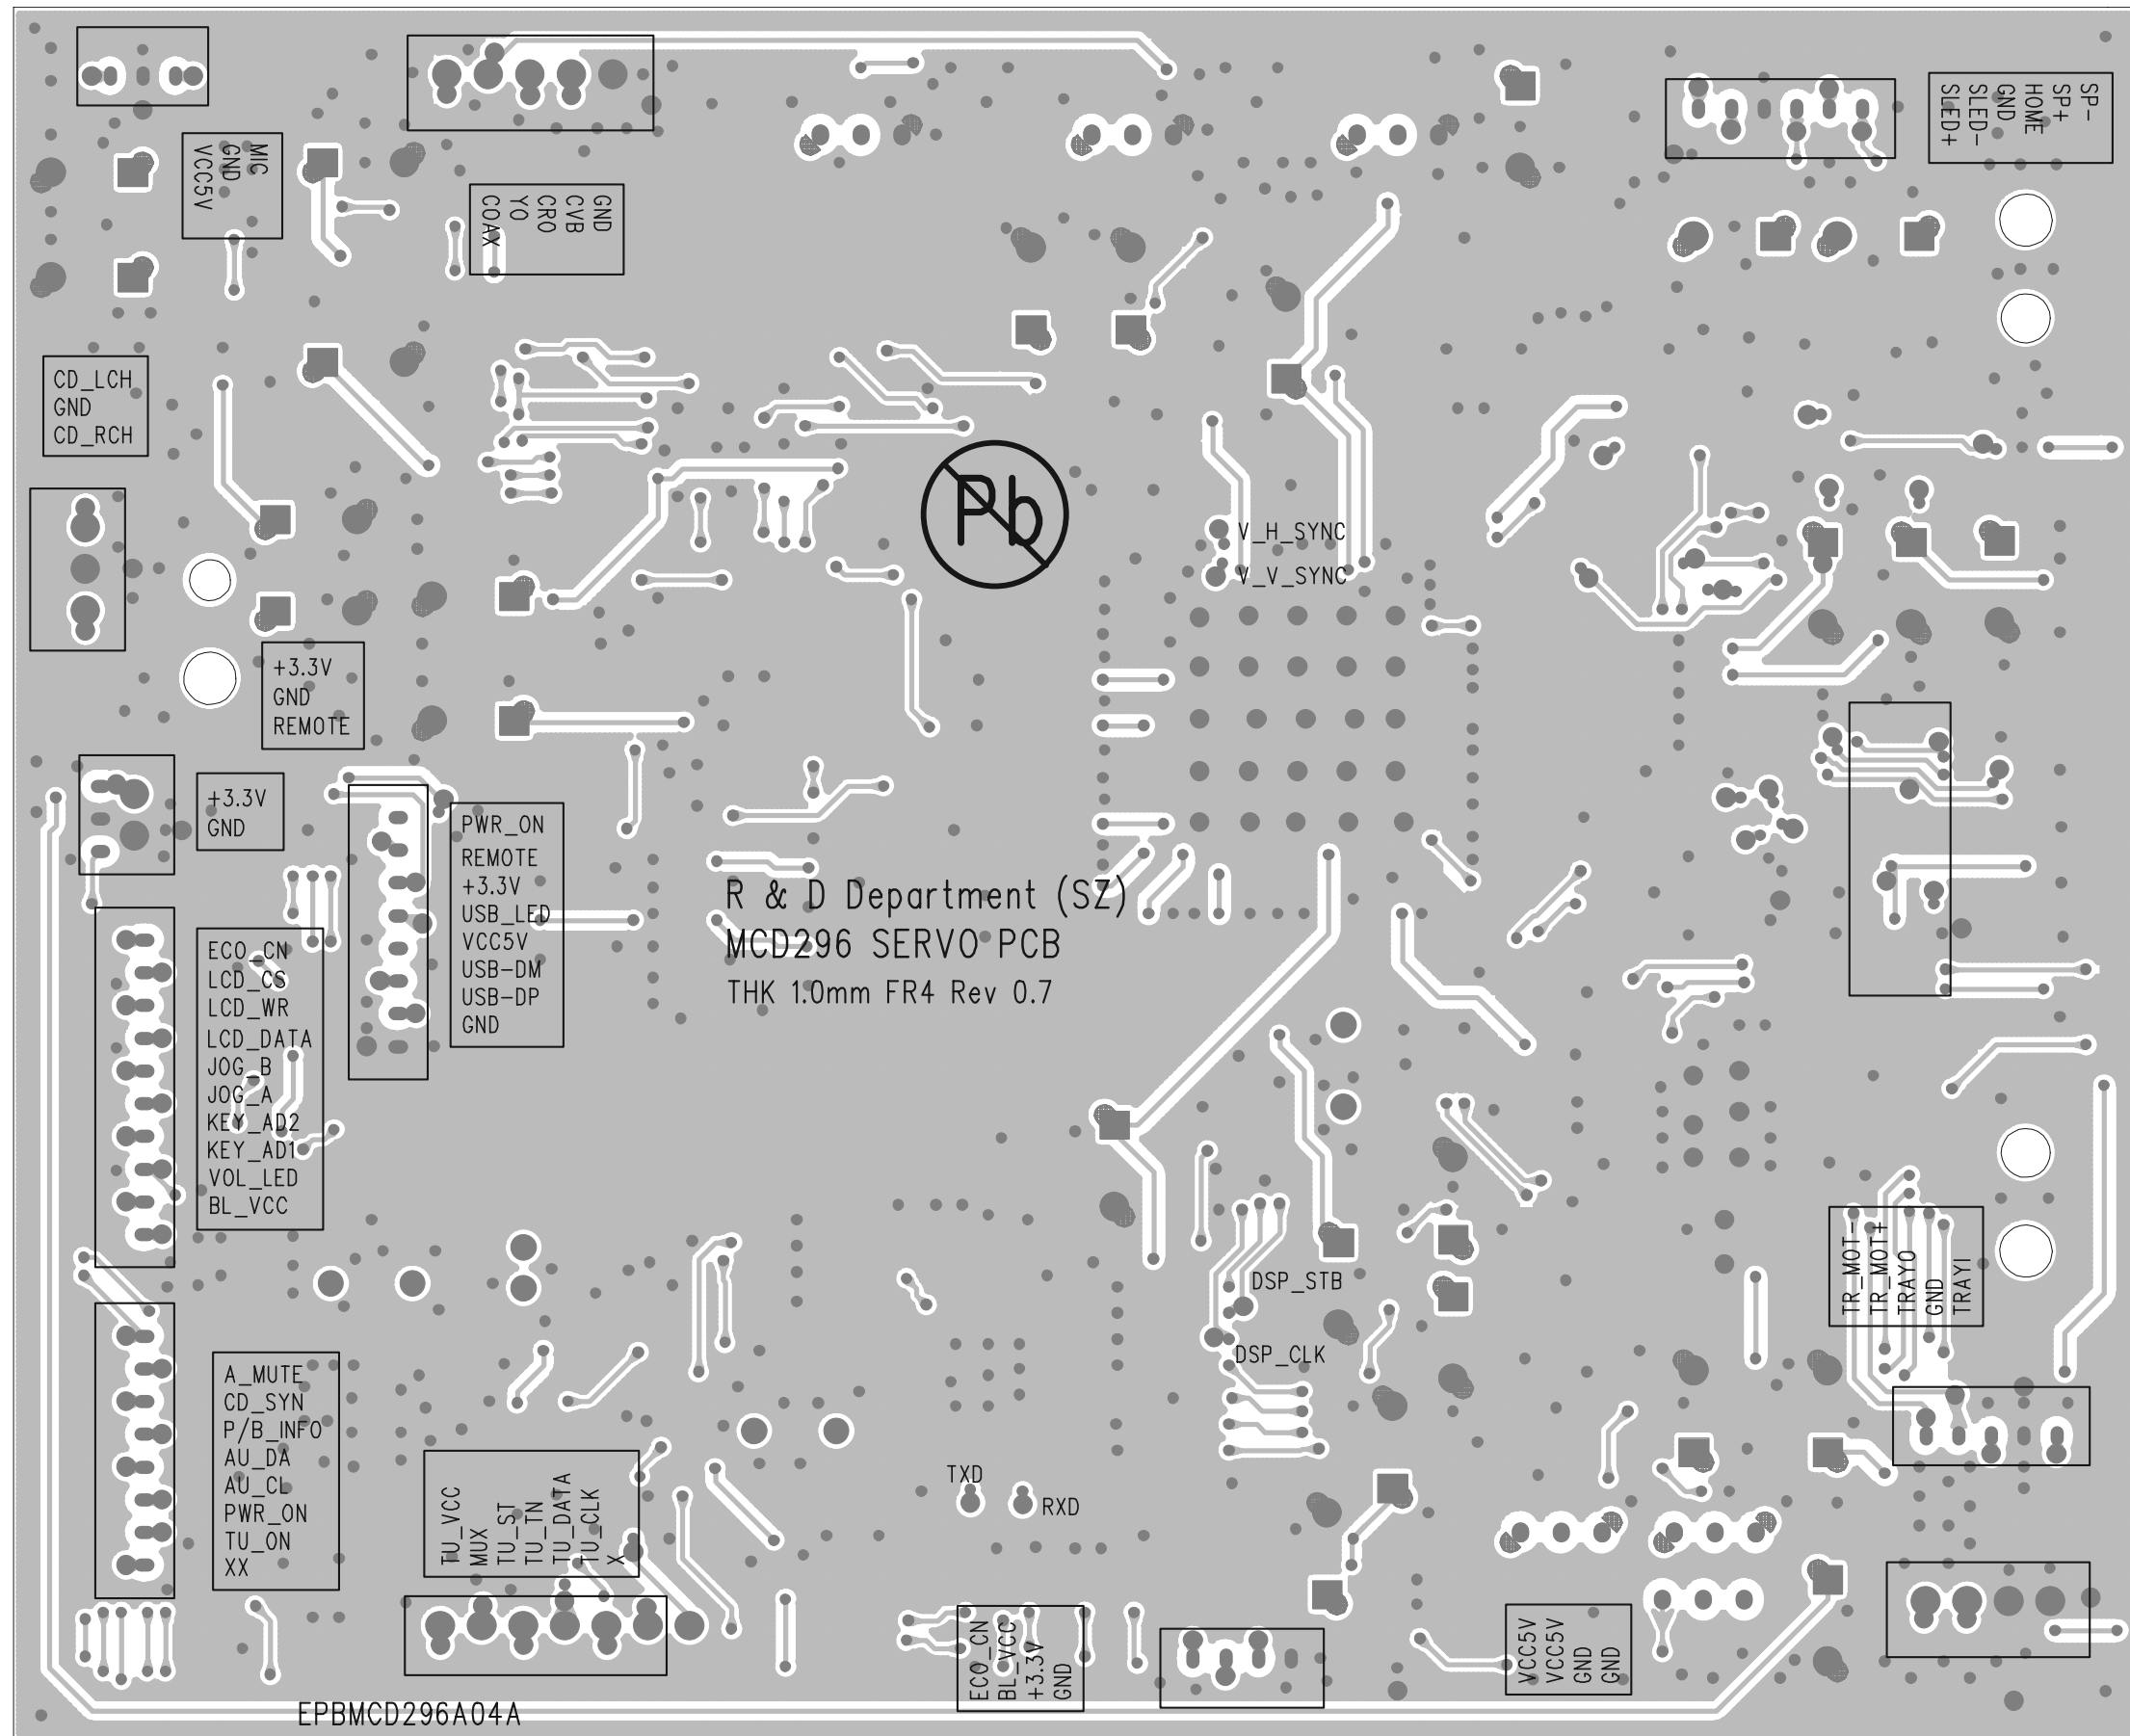 SP-
SP+
HOME
GND
SLED-
SLED+
MIC
GND
VCC5V
GND
CVB
CRO
YO
COAX
CD_LCH
GND
CD_RCH
Pb
V_H_SYNC
V_V_SYNC
+3.3V
GND
REMOTE
+3.3V
GND
PWR_ON
REMOTE
+3.3V
USB_LED
VCC5V
USB-DM
USB-DP
GND
R & D Department (SZ)
MCD296 SERVO PCB
THK 1.0mm FR4 Rev 0.7
ECO_CN
LCD_CS
LCD_WR
LCD_DATA
JOG_B
JOG_A
KEY_AD2
KEY_AD1
VOL_LED
BL_VCC
DSP_STB
DSP_CLK
TR_MOT-
TR_MOT+
TRAYO
GND
TRAYI
A_MUTE
CD_SYN
P/B_INFO
AU_DA
AU_CL
PWR_ON
TU_ON
XX
TU_VCC
MUX
TU_ST
TU_TN
TU_DATA
TU_CLK
X
TXD
RXD
ECO_CN
BL_VCC
+3.3V
GND
VCC5V
VCC5V
GND
GND
EPBMCD296A04A